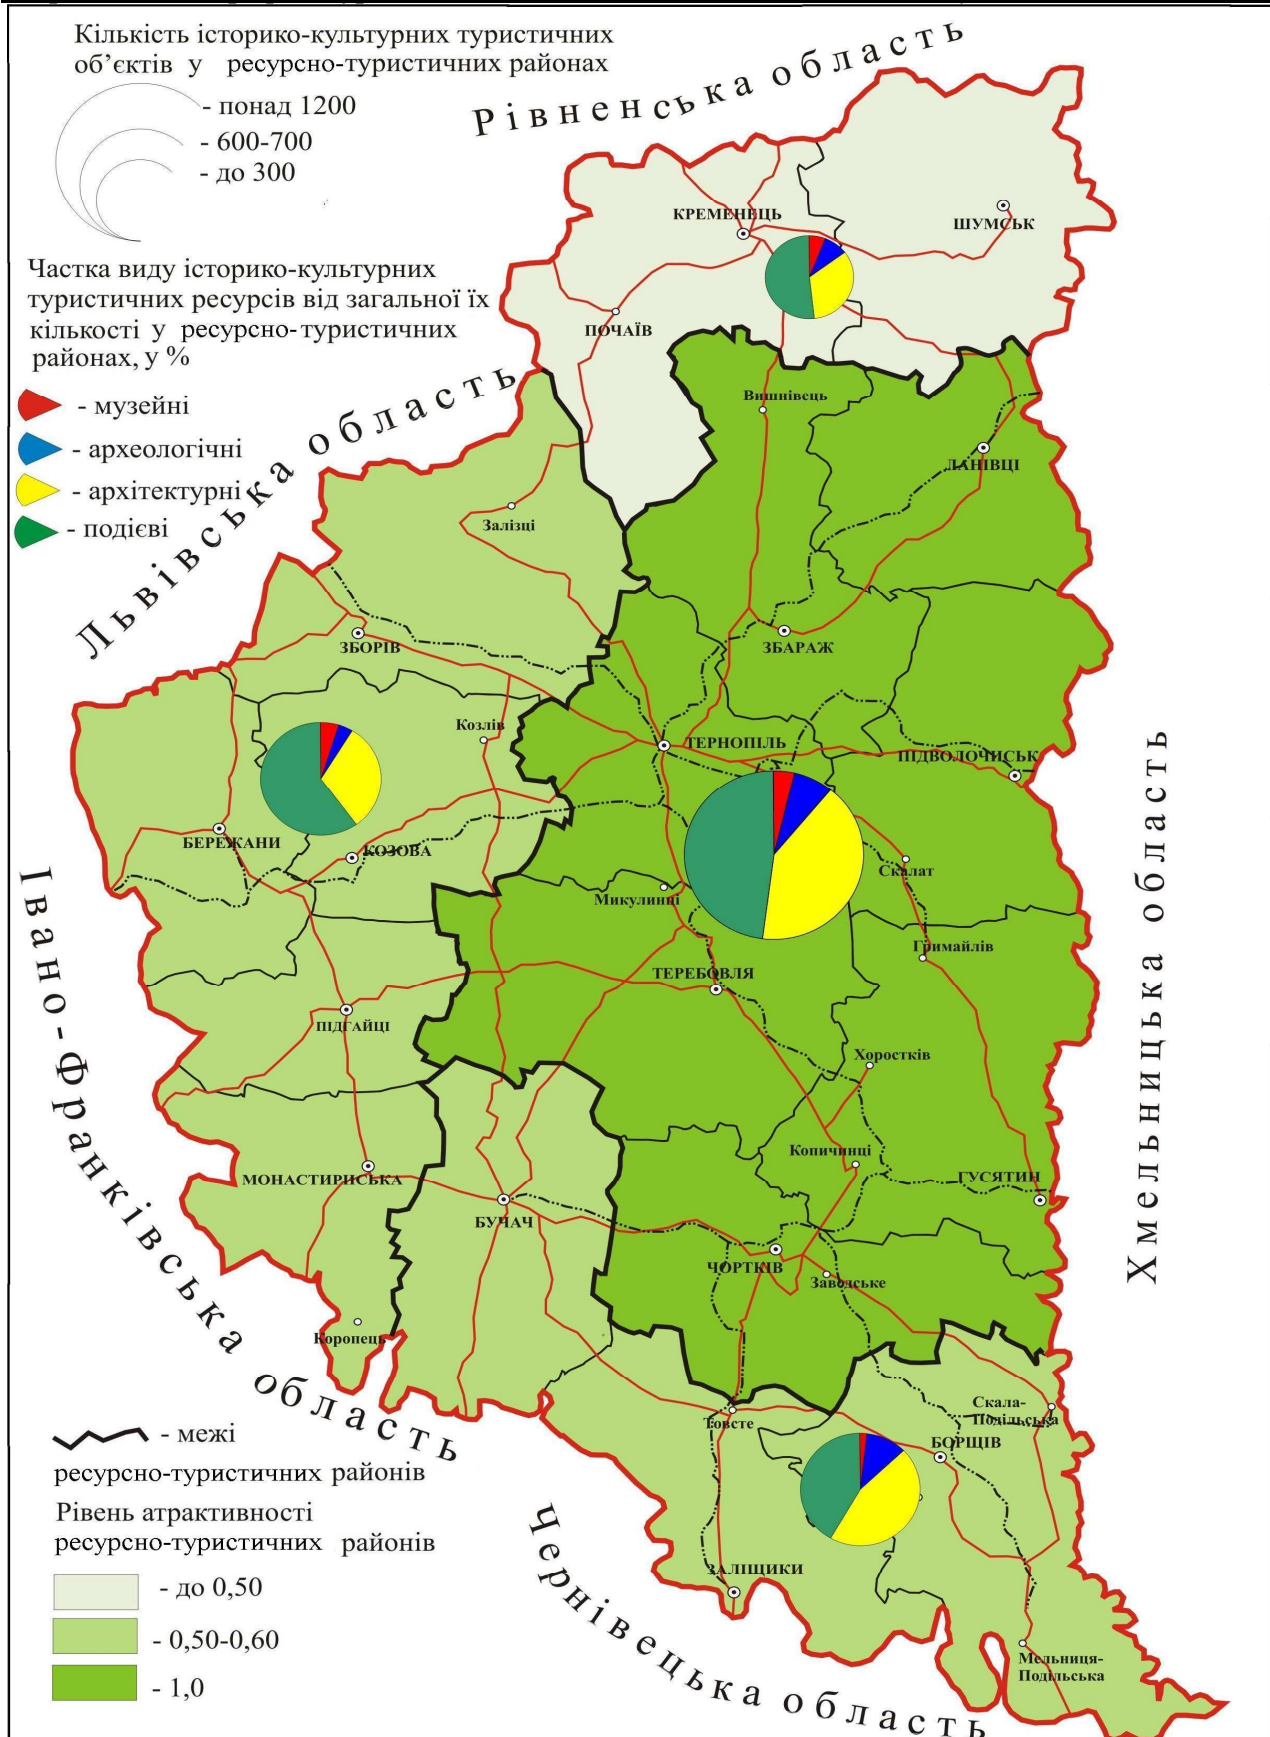 Кількість історико-культурних туристичних
об’єктів у ресурсно-туристичних районах
- понад 1200
- 600-700
- до 300
Частка виду історико-культурних
туристичних ресурсів від загальної їх
кількості у ресурсно-туристичних
районах, у %
- музейні
- археологічні
- архітектурні
- подієві
Рівненська область
Львівська область
Івано-Франківська область
Чернівецька область
Хмельницька область
КРЕМЕНЕЦЬ
ШУМСЬК
ПОЧАЇВ
Вишнівець
ЛАНІВЦІ
Залізці
ЗБОРІВ
ЗБАРАЖ
Козлів
ТЕРНОПІЛЬ
ПІДВОЛОЧИСЬК
БЕРЕЖАНИ
КОЗОВА
Скалат
Микулинці
Гримайлів
ТЕРЕБОВЛЯ
ПІДГАЙЦІ
Хоростків
Копичинці
МОНАСТИРИСЬКА
ГУСЯТИН
БУЧАЧ
ЧОРТКІВ
Заводське
Коропець
Товсте
Скала-
Подільська
БОРЩІВ
ЗАЛІЩИКИ
Мельниця-
Подільська
- межі
ресурсно-туристичних районів
Рівень атрактивності
ресурсно-туристичних районів
- до 0,50
- 0,50-0,60
- 1,0